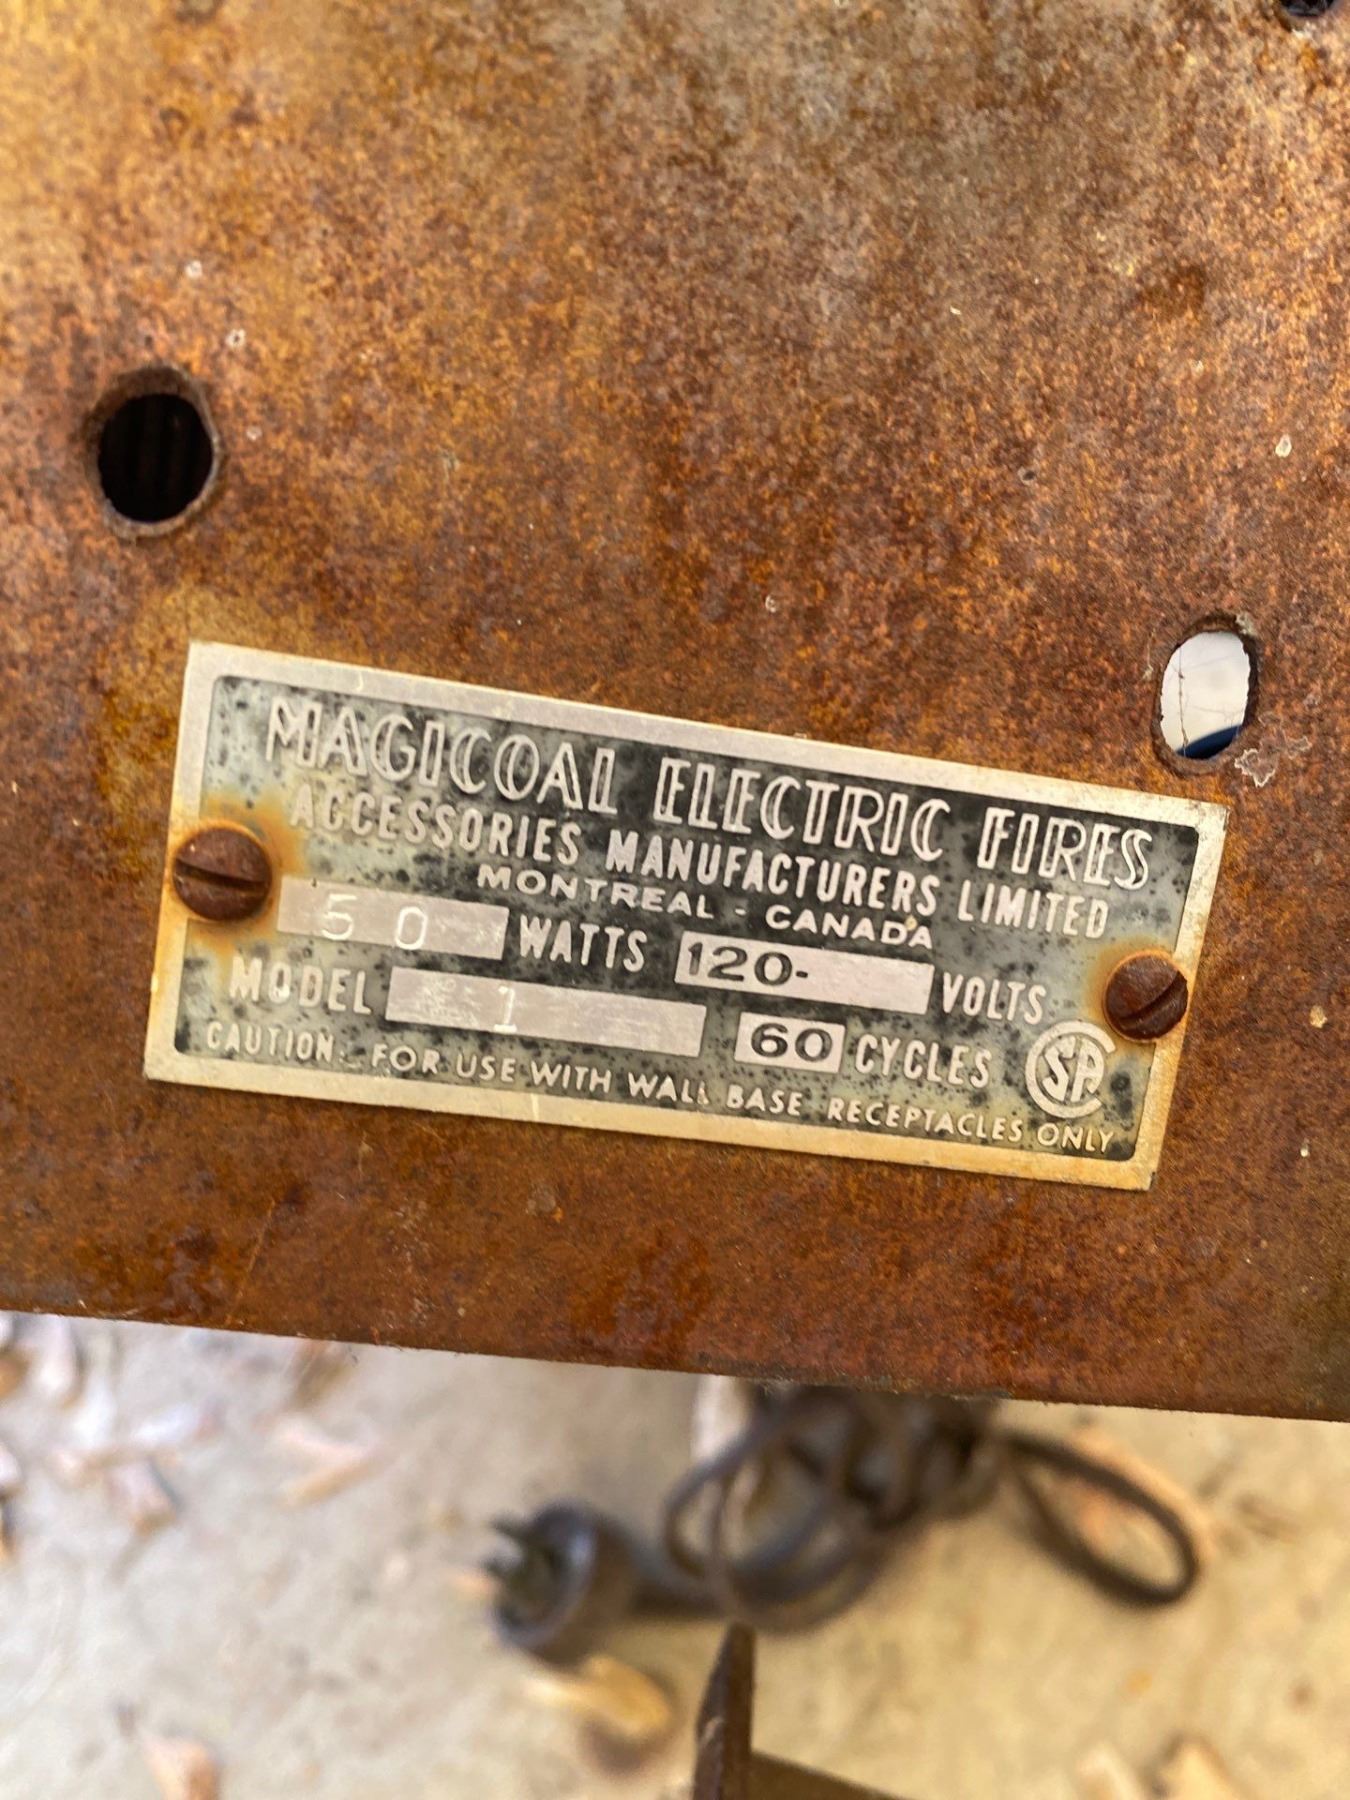 MAGICOAL ELECTRIC FIRES
ACCESSORIES MANUFACTURERS LIMITED
MONTREAL - CANADA
50 WATTS 120- VOLTS
MODEL 1 60 CYCLES CSA
CAUTION: FOR USE WITH WALL BASE RECEPTACLES ONLY